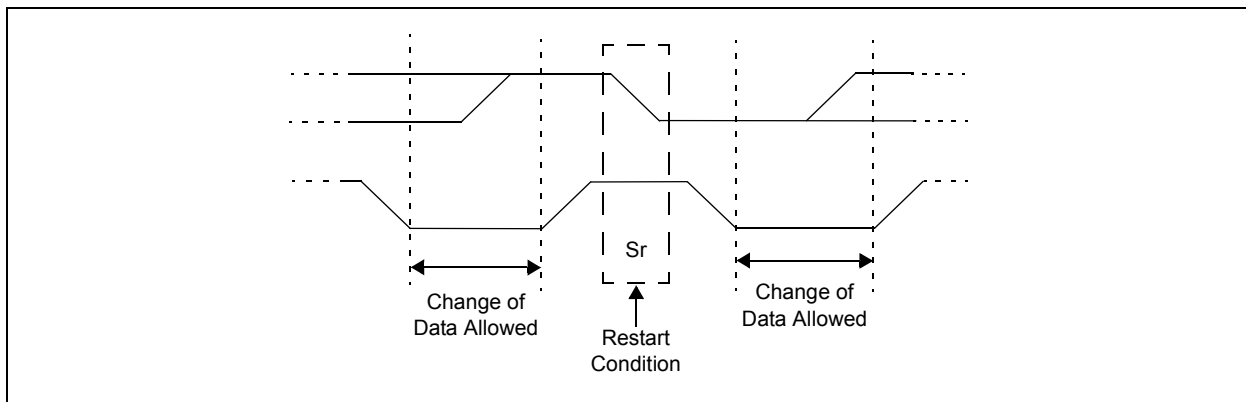 Sr
Change of
Data Allowed
Restart
Condition
Change of
Data Allowed